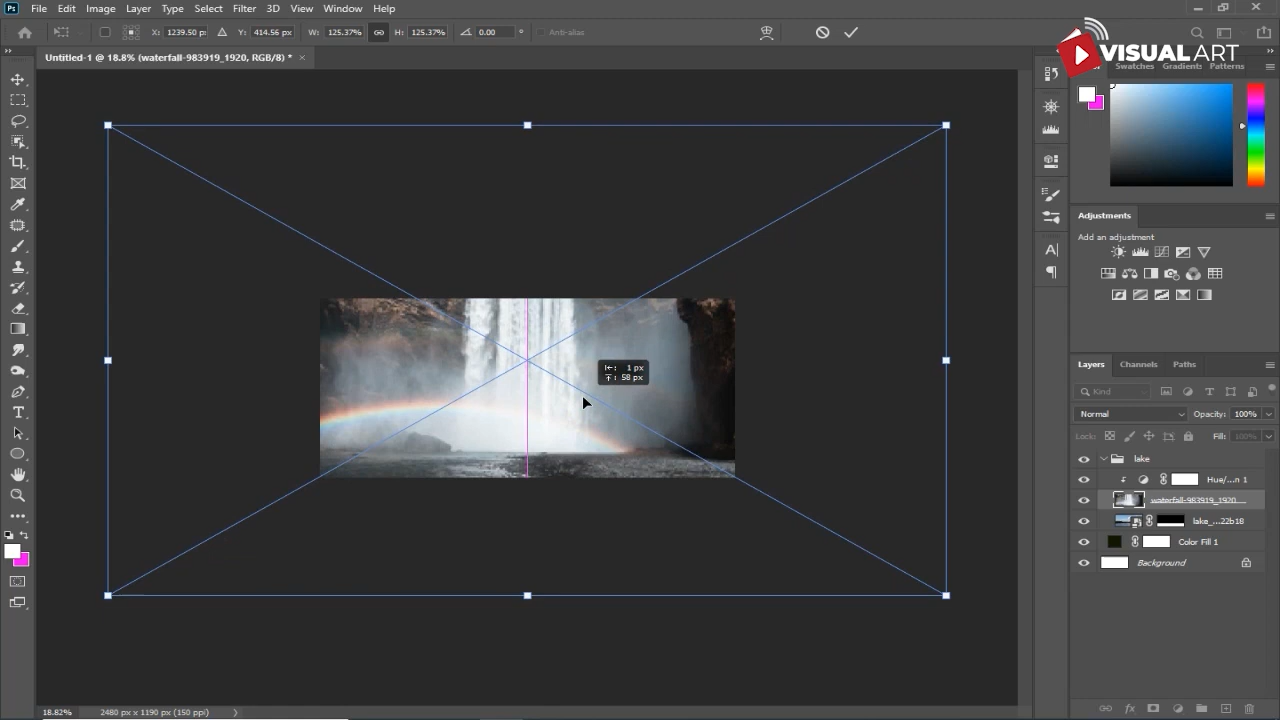 Ps File Edit Image Layer Type Select Filter 3D View Window Help
X: 1239.50 px Y: 414.56 px W: 125.37% H: 125.37% 0.00 ° Anti-alias
VISUAL ART
Untitled-1 @ 18.8% (waterfall-983919_1920, RGB/8) * ×
Swatches Gradients Patterns
Adjustments
Add an adjustment
1 px
58 px
Layers Channels Paths
Kind
Normal Opacity: 100%
Lock: Fill: 100%
lake
Hue/...n 1
waterfall-983919_1920...
lake_...22b18
Color Fill 1
Background
18.82% 2480 px x 1190 px (150 ppi)